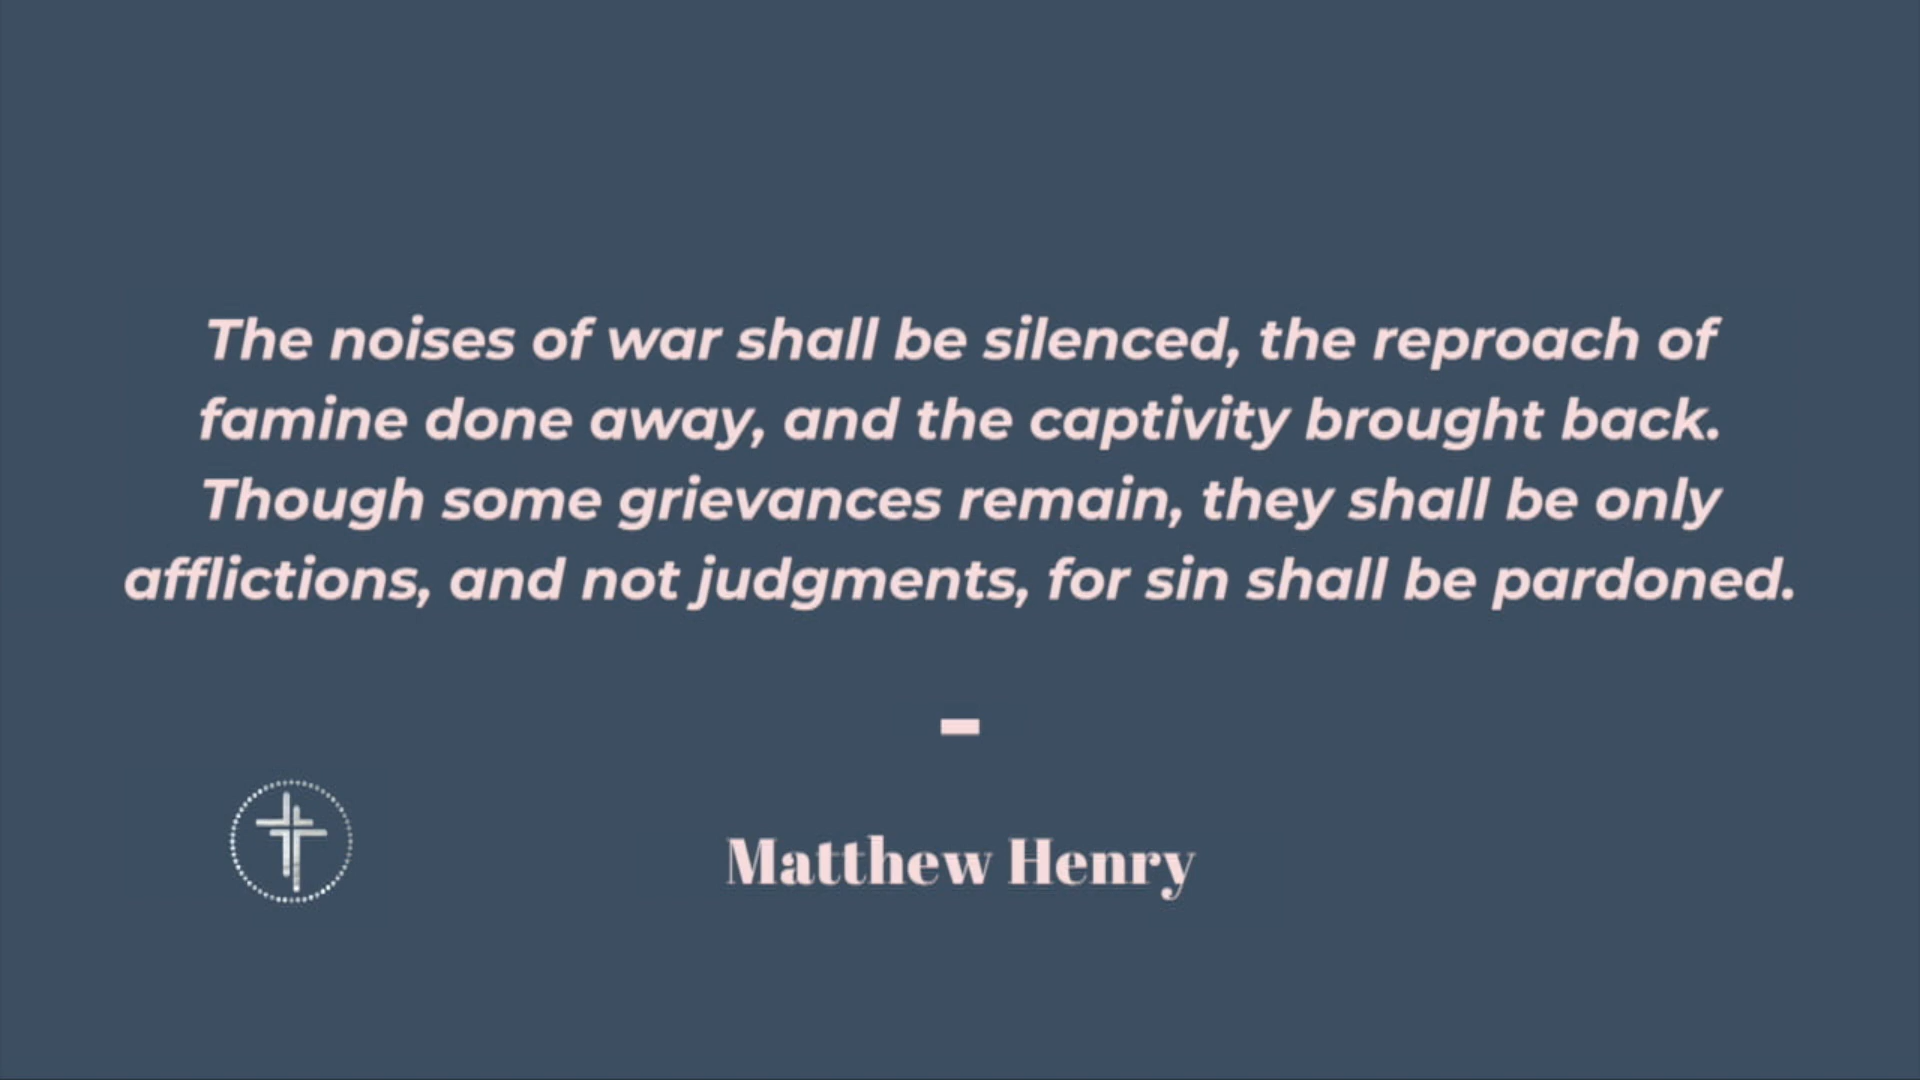 The noises of war shall be silenced, the reproach of
famine done away, and the captivity brought back.
Though some grievances remain, they shall be only
afflictions, and not judgments, for sin shall be pardoned.
-
Matthew Henry